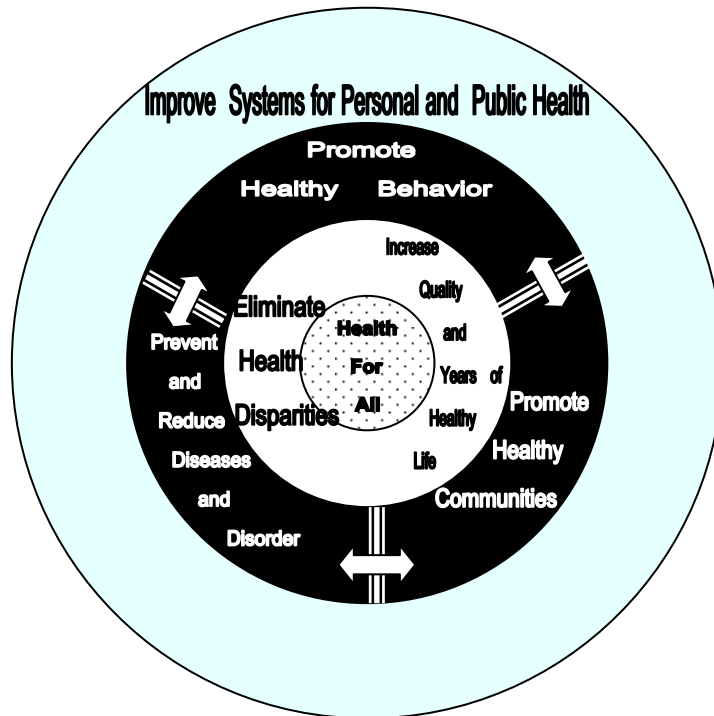 Improve Systems for Personal and Public Health
Promote
Healthy Behavior
Increase
Quality
and
Years of
Healthy
Life
Eliminate
Health
Disparities
Health
For
All
Prevent
and
Reduce
Diseases
and
Disorder
Promote
Healthy
Communities